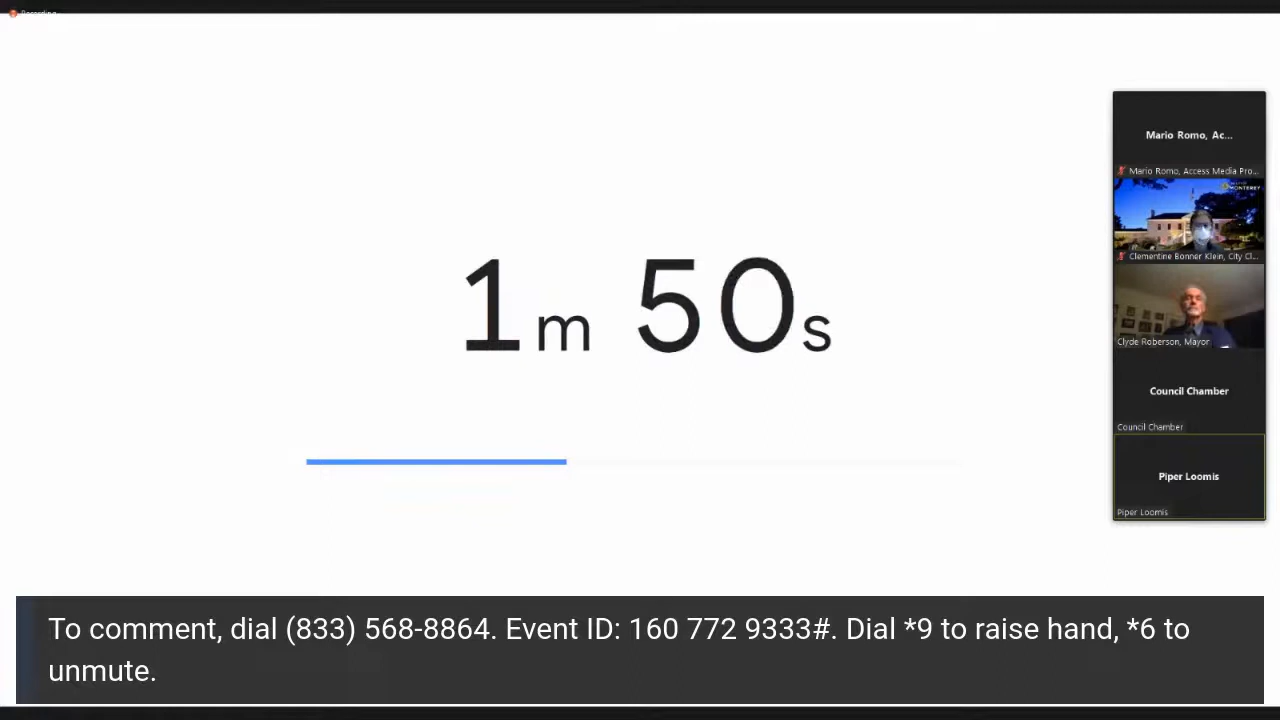 Recording
1m 50s
Mario Romo, Ac...
Mario Romo, Access Media Pro...
MONTEREY
Clementine Bonner Klein, City Cl...
Clyde Roberson, Mayor
Council Chamber
Council Chamber
Piper Loomis
Piper Loomis
To comment, dial (833) 568-8864. Event ID: 160 772 9333#. Dial *9 to raise hand, *6 to
unmute.